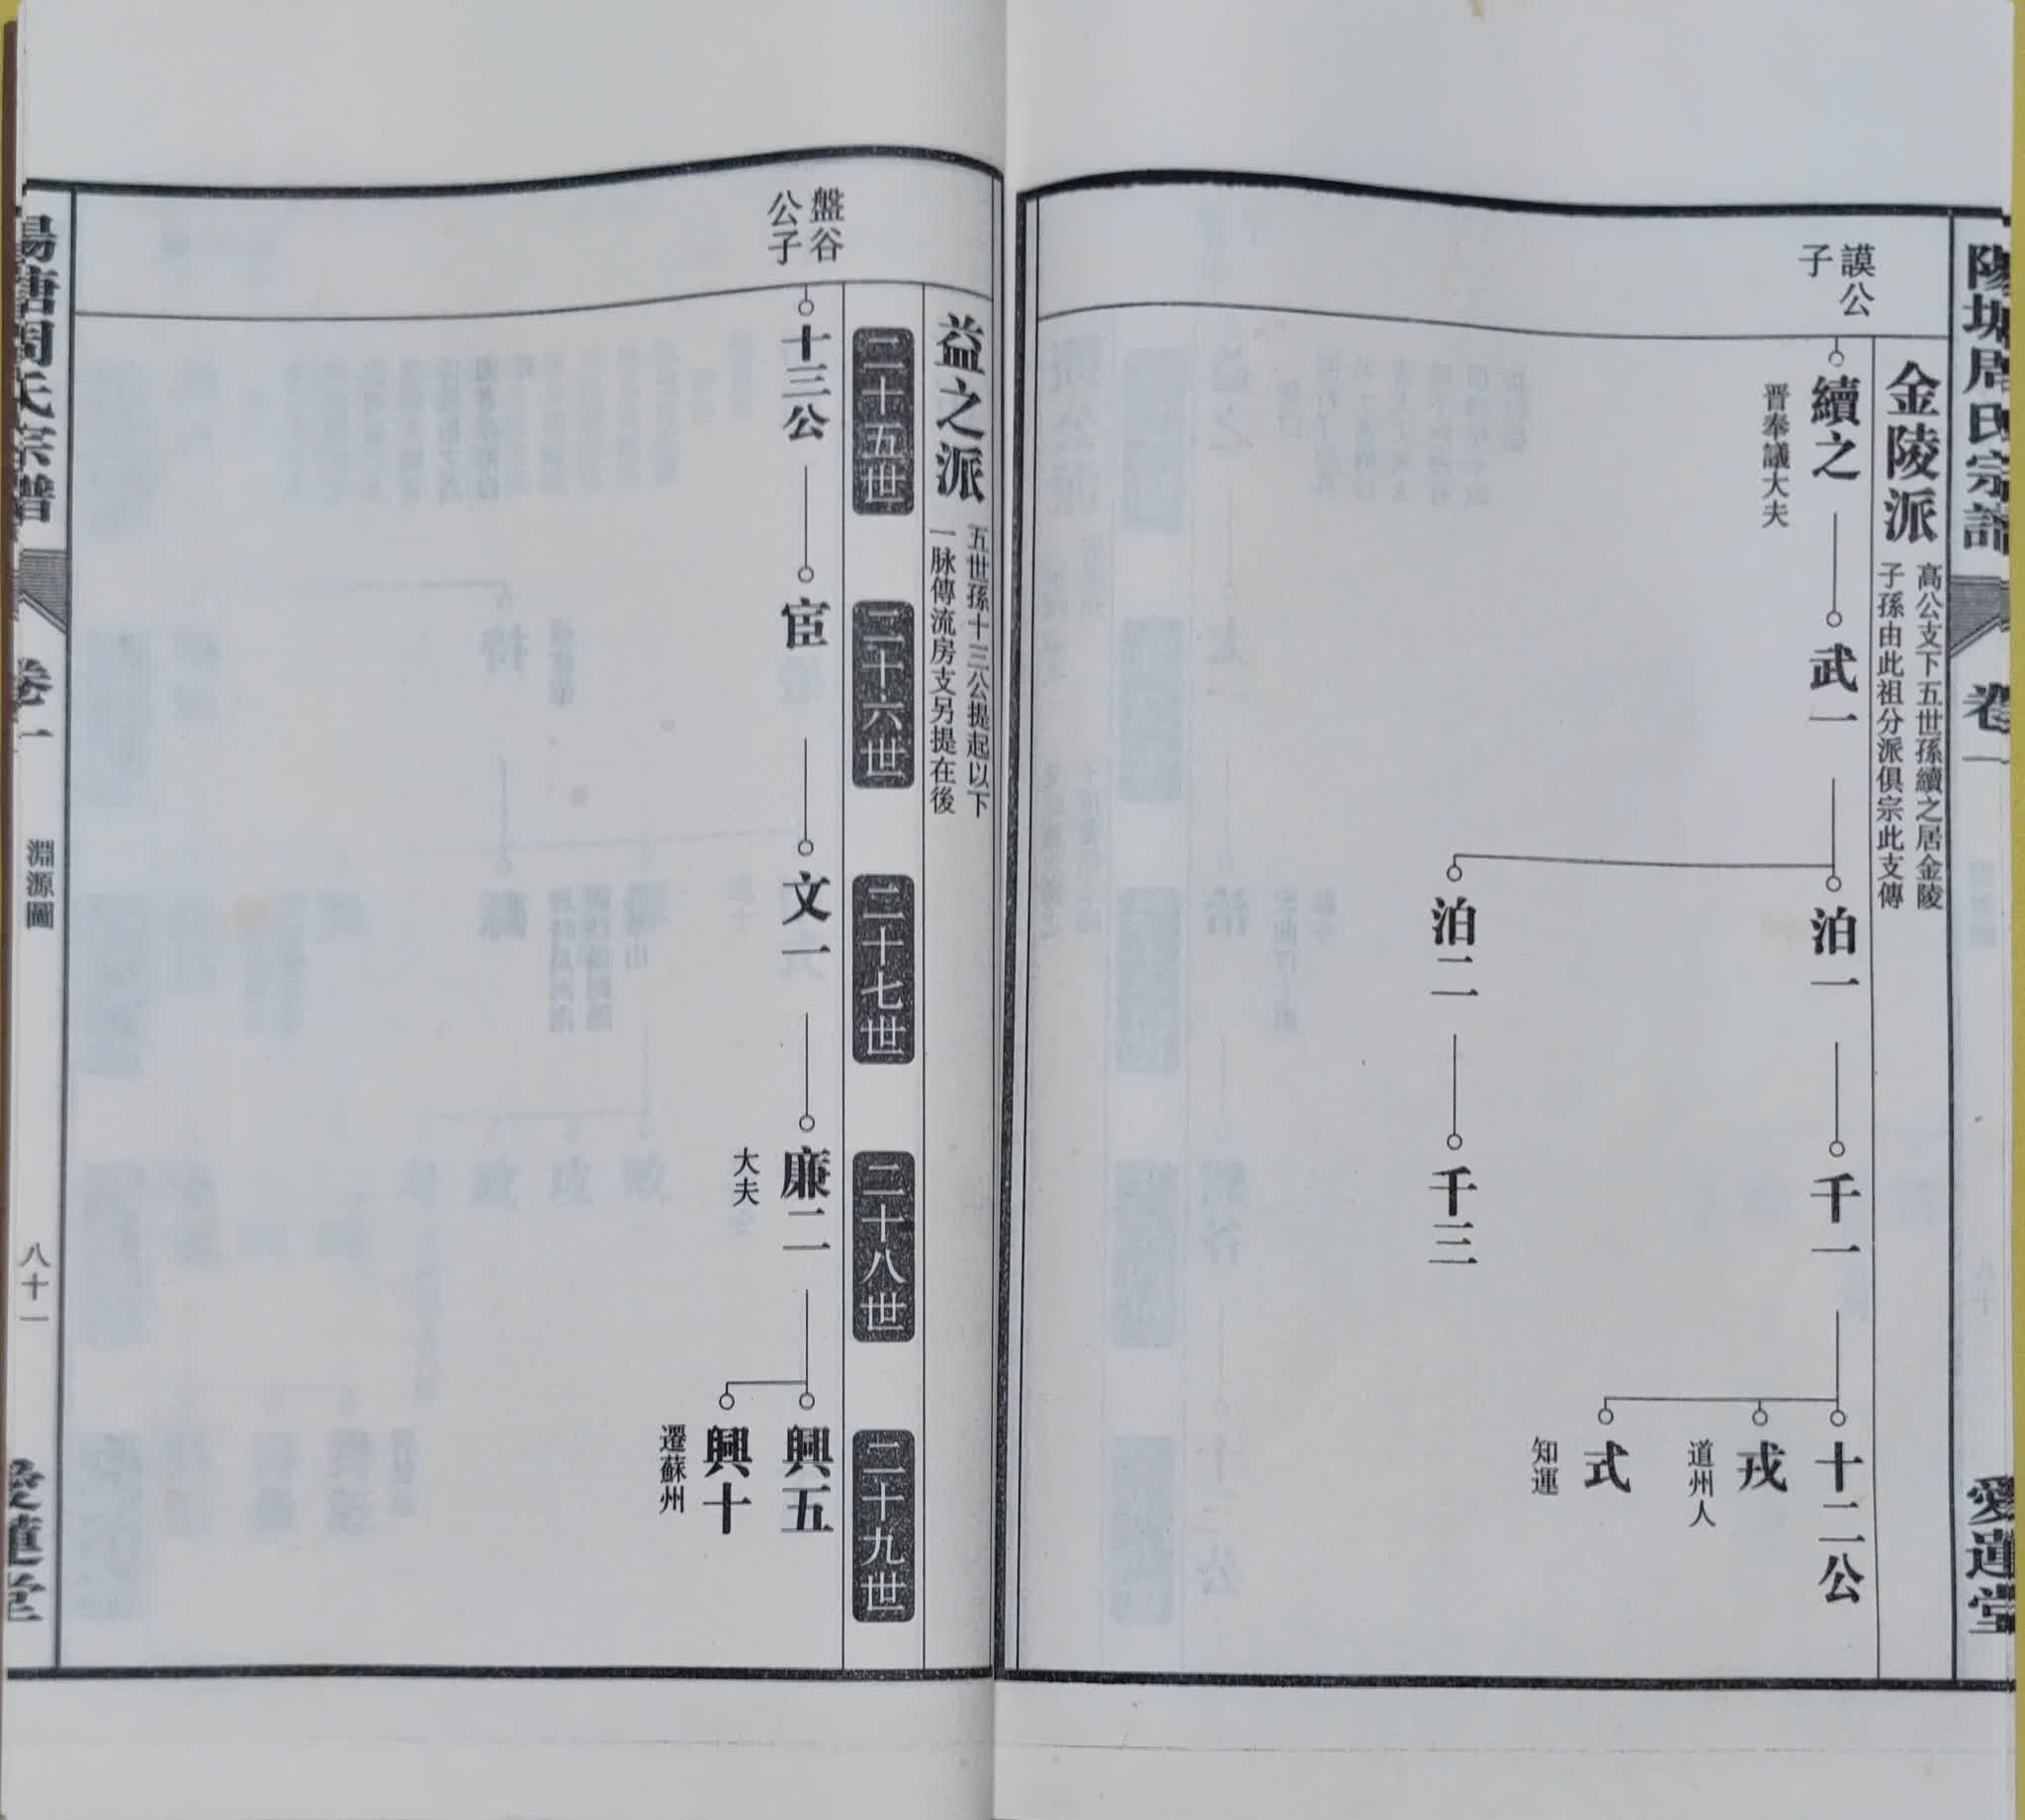 陽塘周氏宗譜
卷一
愛蓮堂
謨公
子
金陵派
高公支下五世孫續之居金陵
子孫由此祖分派俱宗此支傳
續之
晋奉議大夫
武一
泊一
泊二
千一
千三
十二公
戎
道州人
式
知運
益之派
五世孫十三公提起以下
一脉傳流房支另提在後
二十五世
二十六世
二十七世
二十八世
二十九世
盤谷
公子
十三公
宦
文一
廉二
大夫
興五
興十
遷蘇州
陽塘周氏宗譜
卷一
淵源圖
八十一
愛蓮堂